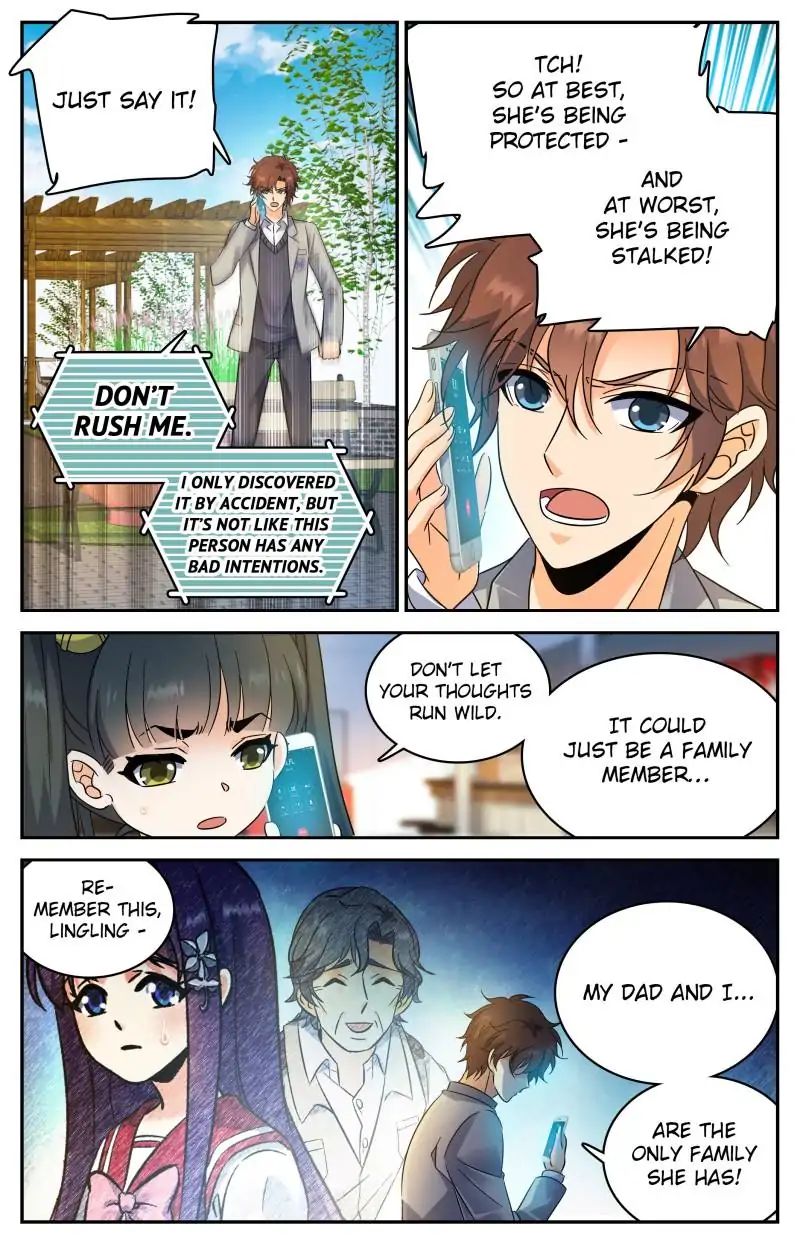 JUST SAY IT!
DON'T
RUSH ME.
I ONLY DISCOVERED
IT BY ACCIDENT, BUT
IT'S NOT LIKE THIS
PERSON HAS ANY
BAD INTENTIONS.
TCH!
SO AT BEST,
SHE'S BEING
PROTECTED -
AND
AT WORST,
SHE'S BEING
STALKED!
DON'T LET
YOUR THOUGHTS
RUN WILD.
IT COULD
JUST BE A FAMILY
MEMBER...
RE-
MEMBER THIS,
LINGLING -
MY DAD AND I...
ARE THE
ONLY FAMILY
SHE HAS!